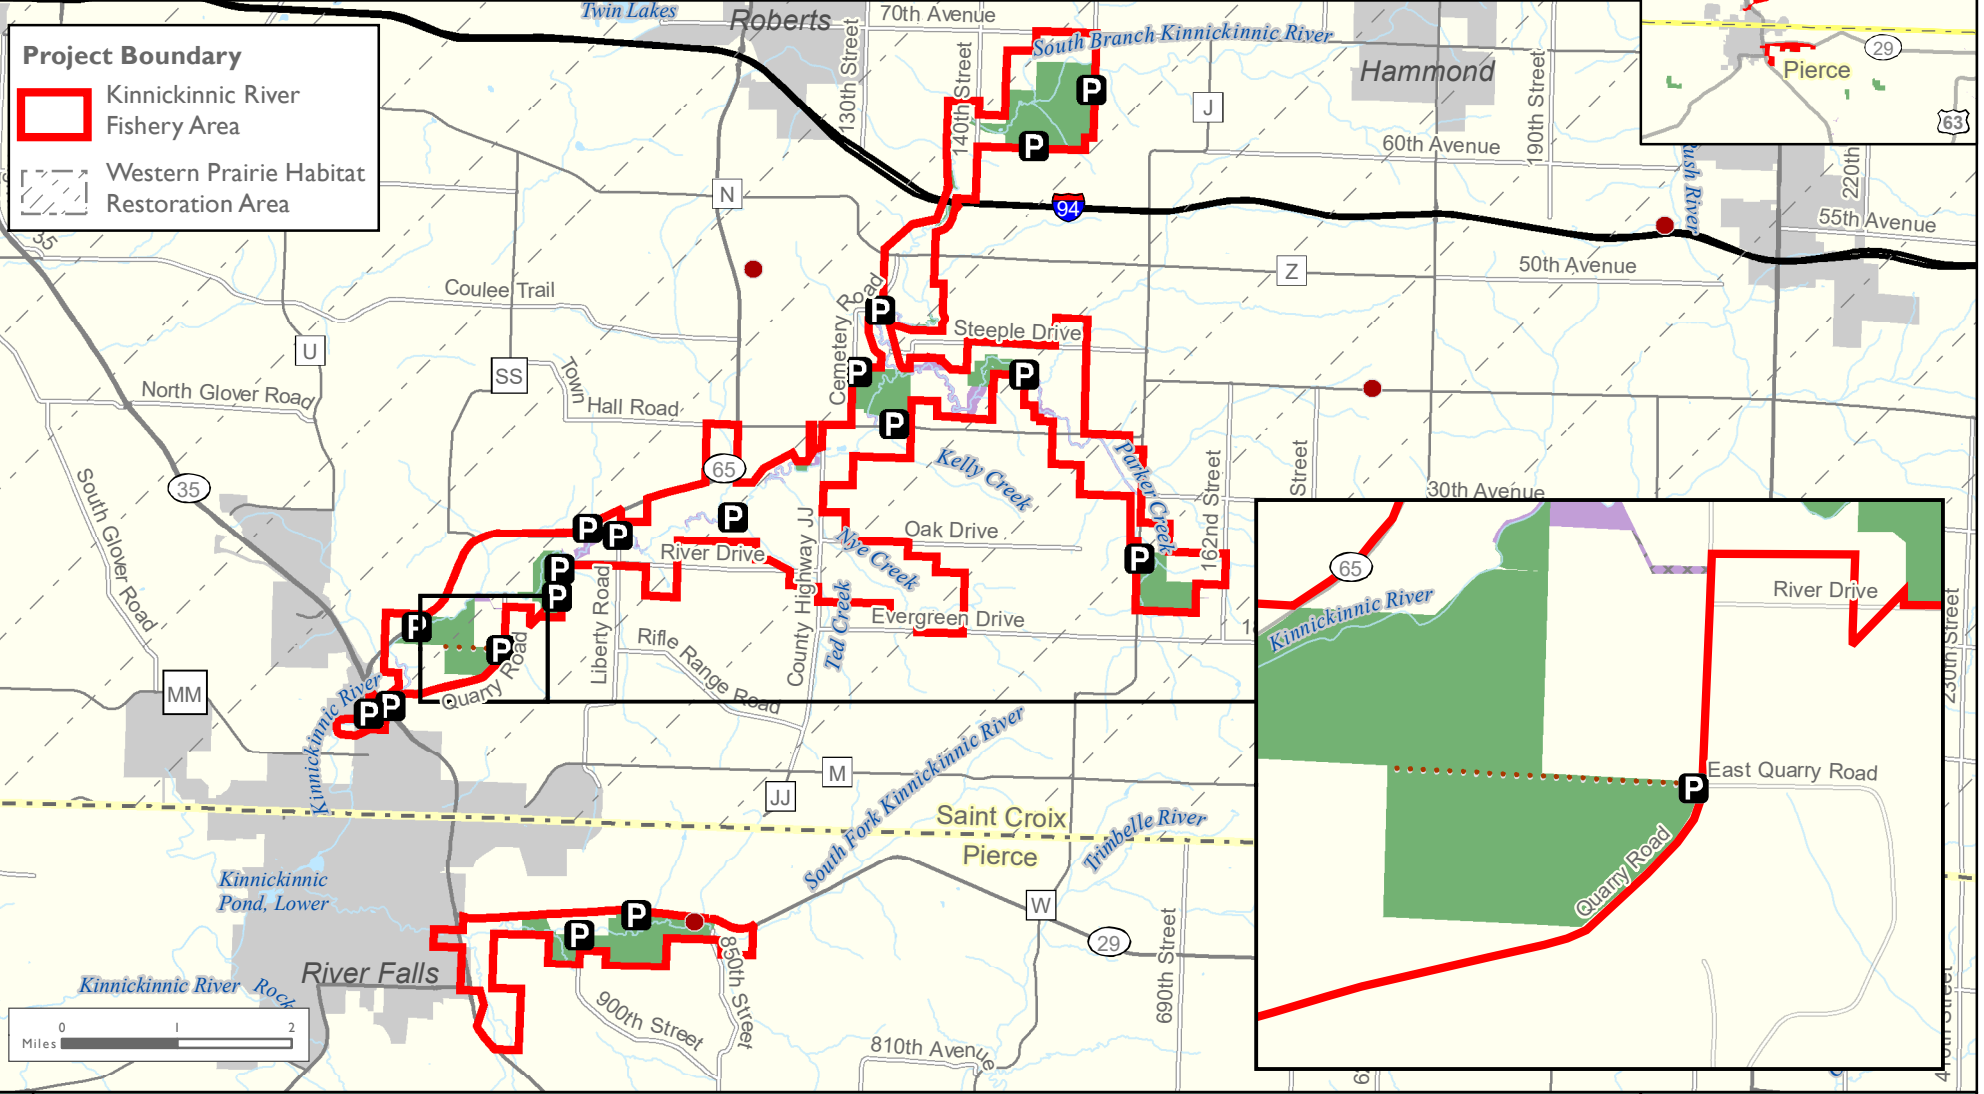 Twin Lakes
Roberts
70th Avenue
South Branch Kinnickinnic River
Hammond
29
Pierce
63
Project Boundary
Kinnickinnic River
Fishery Area
Western Prairie Habitat
Restoration Area
130th Street
140th Street
P
P
J
190th Street
60th Avenue
Rush River
220th
55th Avenue
N
94
35
Z
50th Avenue
Coulee Trail
Cemetery Road
P
Steeple Drive
U
SS
Town
Hall Road
North Glover Road
P
P
P
65
35
South Glover Road
Kelly Creek
Parker Creek
162nd Street
Street
30th Avenue
P
P
P
River Drive
Oak Drive
Nye Creek
County Highway JJ
Ted Creek
Evergreen Drive
P
P
P
Liberty Road
Rifle Range Road
P
P
Quarry Road
MM
Kinnickinnic River
P
P
M
JJ
Saint Croix
Pierce
South Fork Kinnickinnic River
Trimbelle River
Kinnickinnic
Pond, Lower
W
29
690th Street
P
P
850th Street
900th Street
810th Avenue
River Falls
Kinnickinnic River
Rock
0 1 2
Miles
65
Kinnickinnic River
River Drive
East Quarry Road
P
Quarry Road
230th Street